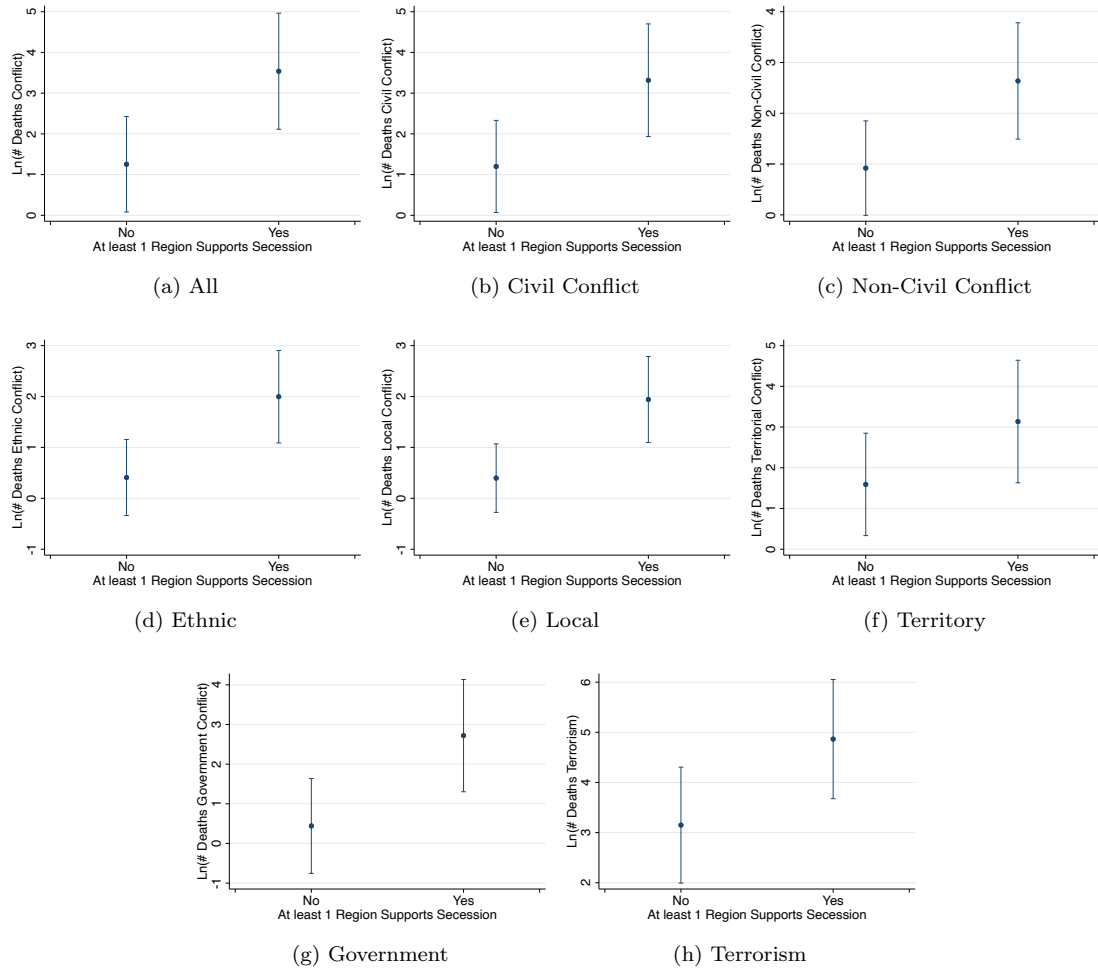 Ln(# Deaths Conflict)
5
4
3
2
1
0
No Yes
At least 1 Region Supports Secession
(a) All
Ln(# Deaths Civil Conflict)
5
4
3
2
1
0
No Yes
At least 1 Region Supports Secession
(b) Civil Conflict
Ln(# Deaths Non-Civil Conflict)
4
3
2
1
0
No Yes
At least 1 Region Supports Secession
(c) Non-Civil Conflict
Ln(# Deaths Ethnic Conflict)
3
2
1
0
-1
No Yes
At least 1 Region Supports Secession
(d) Ethnic
Ln(# Deaths Local Conflict)
3
2
1
0
-1
No Yes
At least 1 Region Supports Secession
(e) Local
Ln(# Deaths Territorial Conflict)
5
4
3
2
1
0
No Yes
At least 1 Region Supports Secession
(f) Territory
Ln(# Deaths Government Conflict)
4
3
2
1
0
-1
No Yes
At least 1 Region Supports Secession
(g) Government
Ln(# Deaths Terrorism)
6
5
4
3
2
No Yes
At least 1 Region Supports Secession
(h) Terrorism